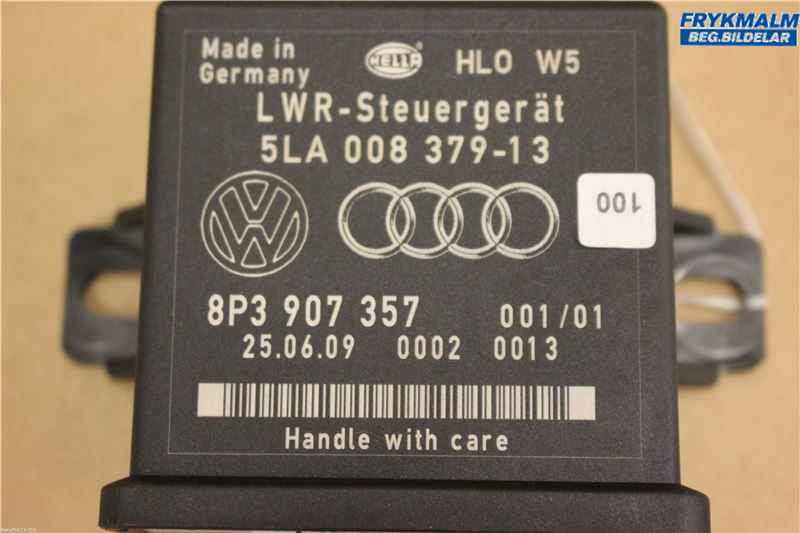 FRYKMALM
BEG.BILDELAR
Made in
Germany
HELLA
HLO W5
LWR-Steuergerät
5LA 008 379-13
100
8P3 907 357 001/01
25.06.09 0002 0013
Handle with care